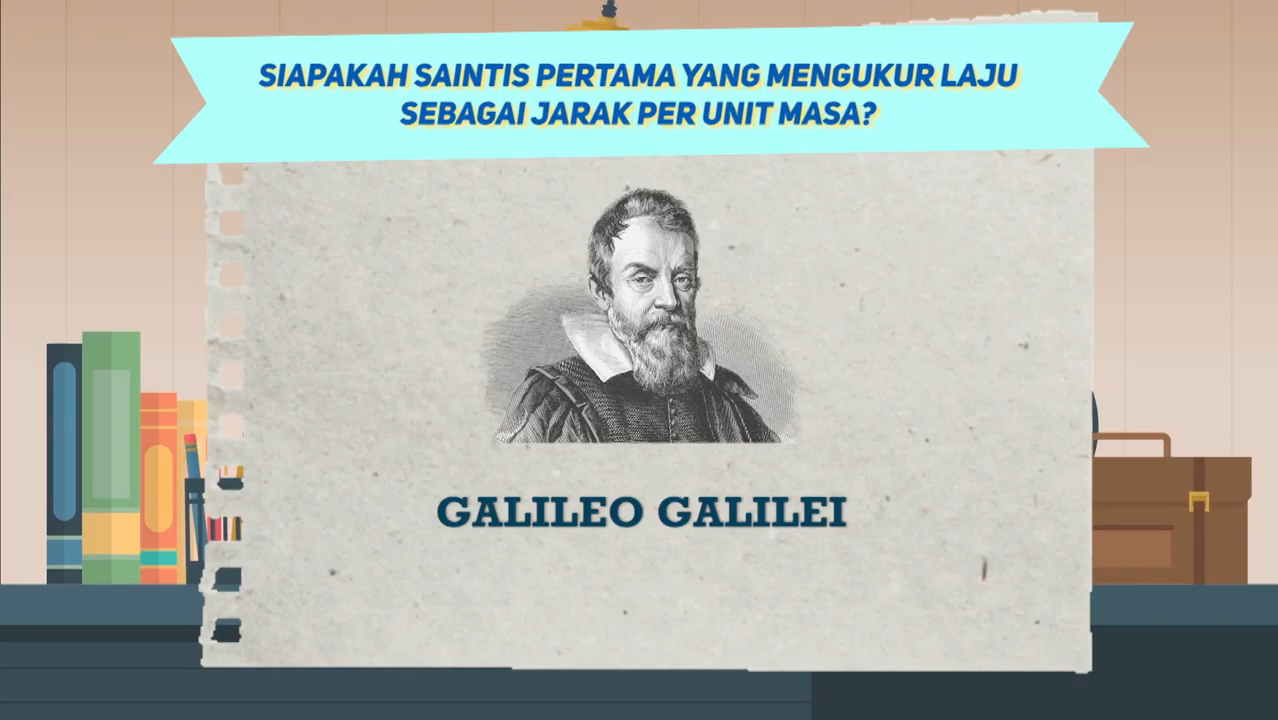 SIAPAKAH SAINTIS PERTAMA YANG MENGUKUR LAJU
SEBAGAI JARAK PER UNIT MASA?
GALILEO GALILEI